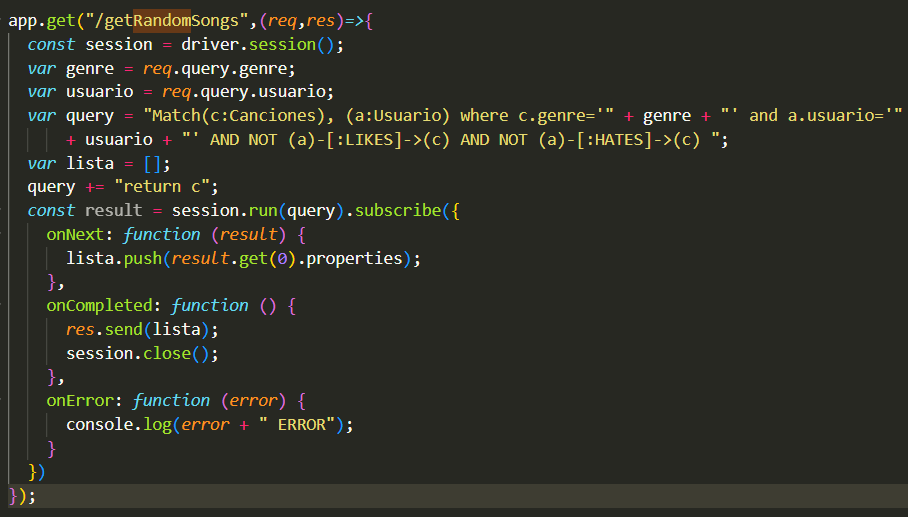 app.get("/getRandomSongs",(req,res)=>{
const session = driver.session();
var genre = req.query.genre;
var usuario = req.query.usuario;
var query = "Match(c:Canciones), (a:Usuario) where c.genre='" + genre + "' and a.usuario='"
+ usuario + "' AND NOT (a)-[:LIKES]->(c) AND NOT (a)-[:HATES]->(c) ";
var lista = [];
query += "return c";
const result = session.run(query).subscribe({
onNext: function (result) {
lista.push(result.get(0).properties);
},
onCompleted: function () {
res.send(lista);
session.close();
},
onError: function (error) {
console.log(error + " ERROR");
}
})
});